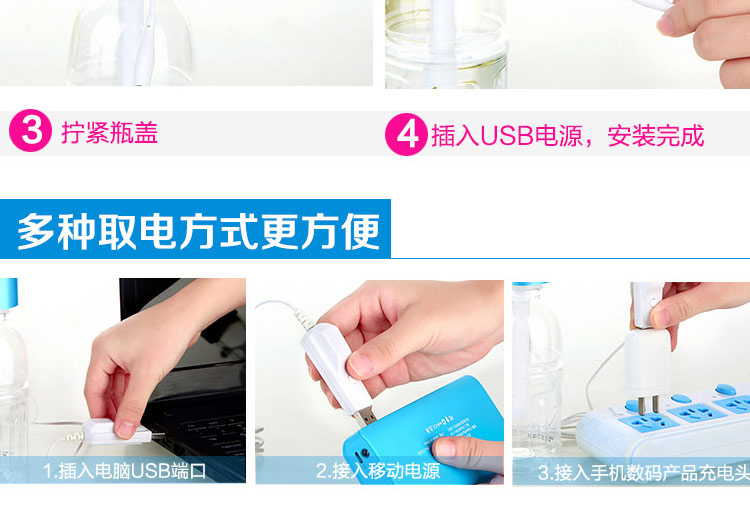 3 拧紧瓶盖
4 插入USB电源，安装完成
多种取电方式更方便
1.插入电脑USB端口
2.接入移动电源
3.接入手机数码产品充电头